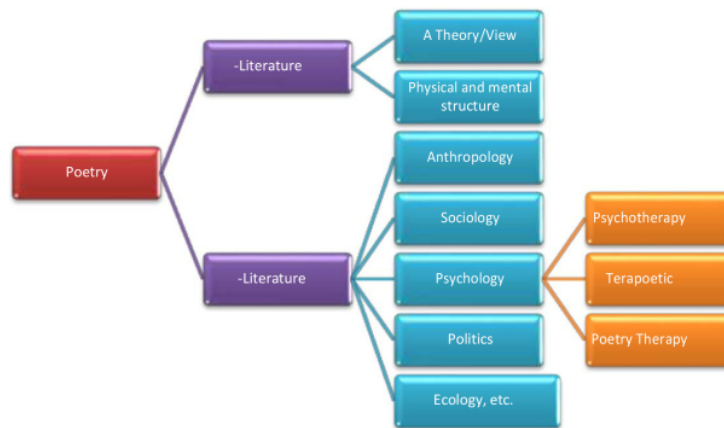 Poetry
-Literature
A Theory/View
Physical and mental
structure
-Literature
Anthropology
Sociology
Psychology
Politics
Ecology, etc.
Psychotherapy
Terapoetic
Poetry Therapy